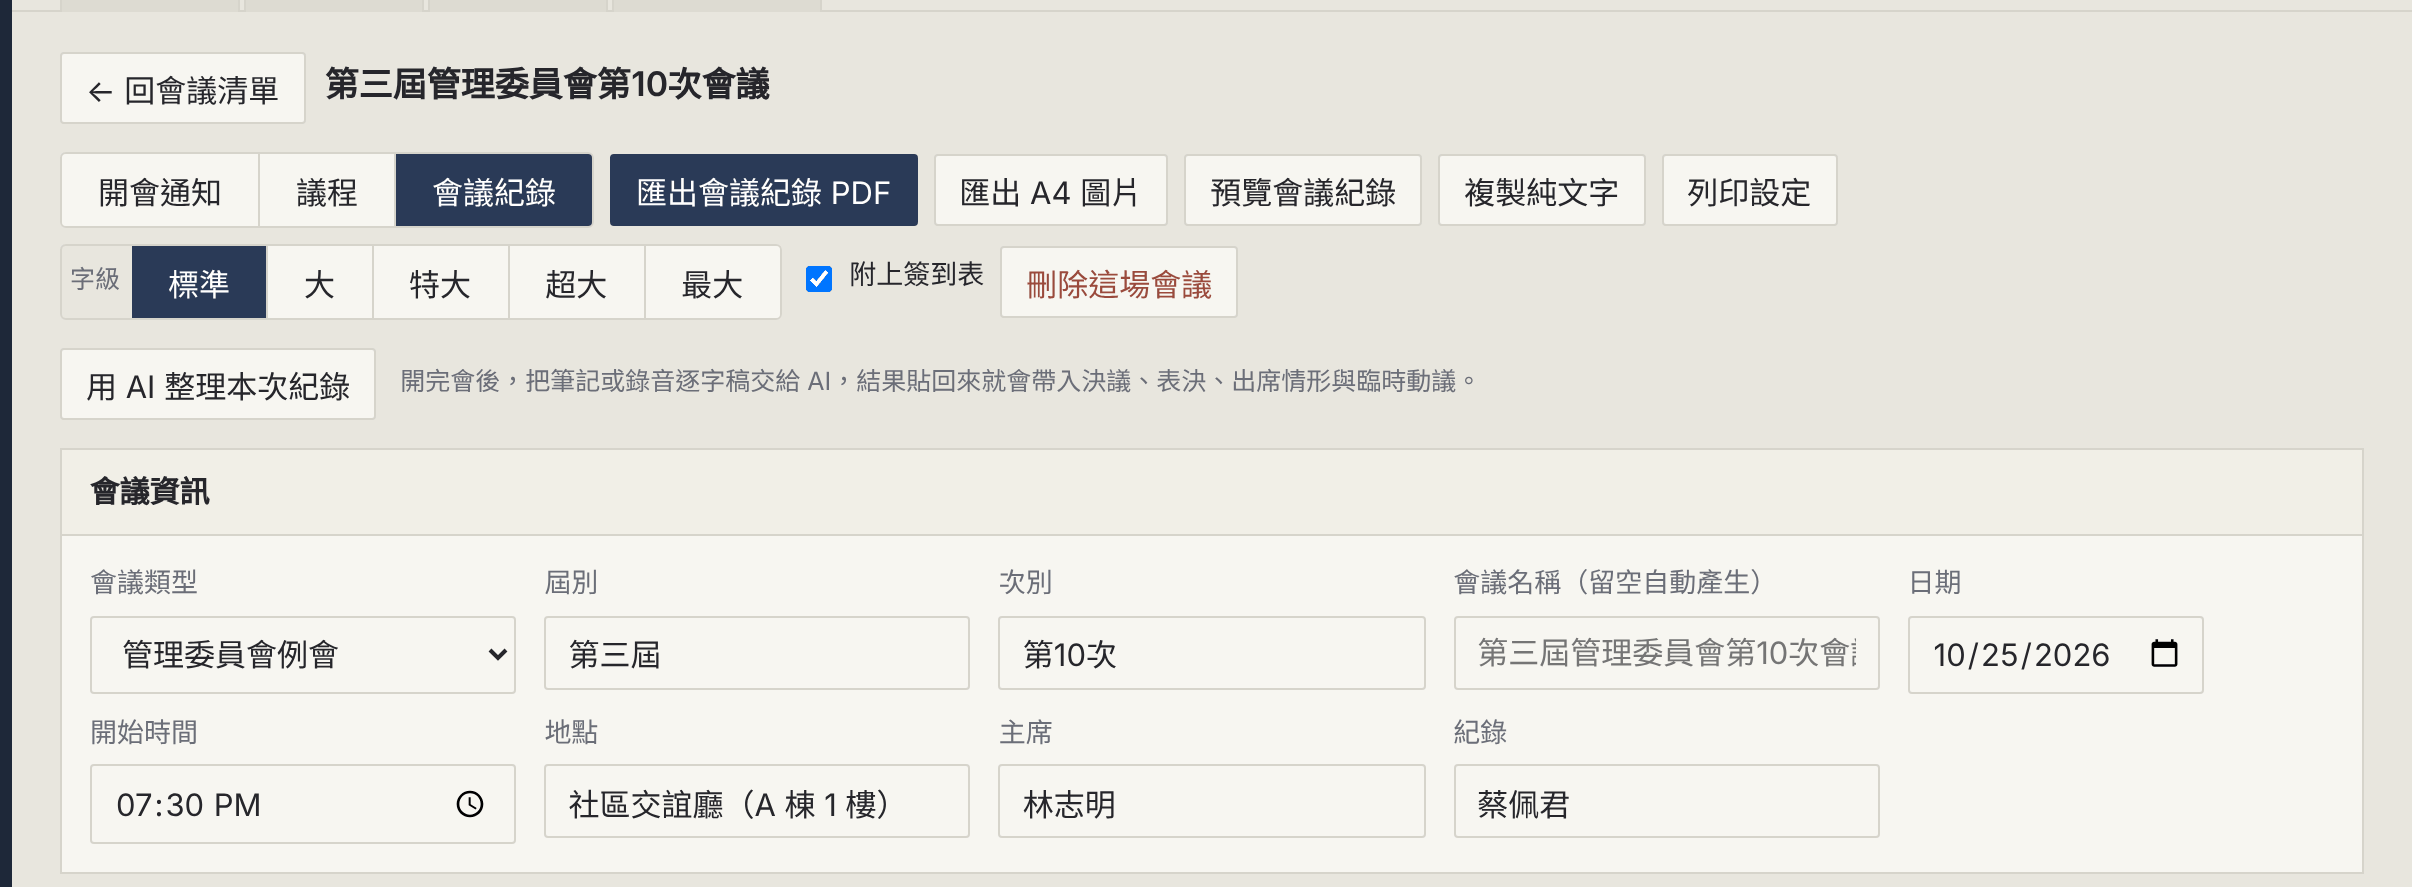 ← 回會議清單 第三屆管理委員會第10次會議
開會通知 議程 會議紀錄 匯出會議紀錄 PDF 匯出 A4 圖片 預覽會議紀錄 複製純文字 列印設定
字級 標準 大 特大 超大 最大 附上簽到表 刪除這場會議
用 AI 整理本次紀錄 開完會後，把筆記或錄音逐字稿交給 AI，結果貼回來就會帶入決議、表決、出席情形與臨時動議。
會議資訊
會議類型 屆別 次別 會議名稱（留空自動產生） 日期
管理委員會例會 第三屆 第10次 第三屆管理委員會第10次會 10/25/2026
開始時間 地點 主席 紀錄
07:30 PM 社區交誼廳（A 棟 1 樓） 林志明 蔡佩君